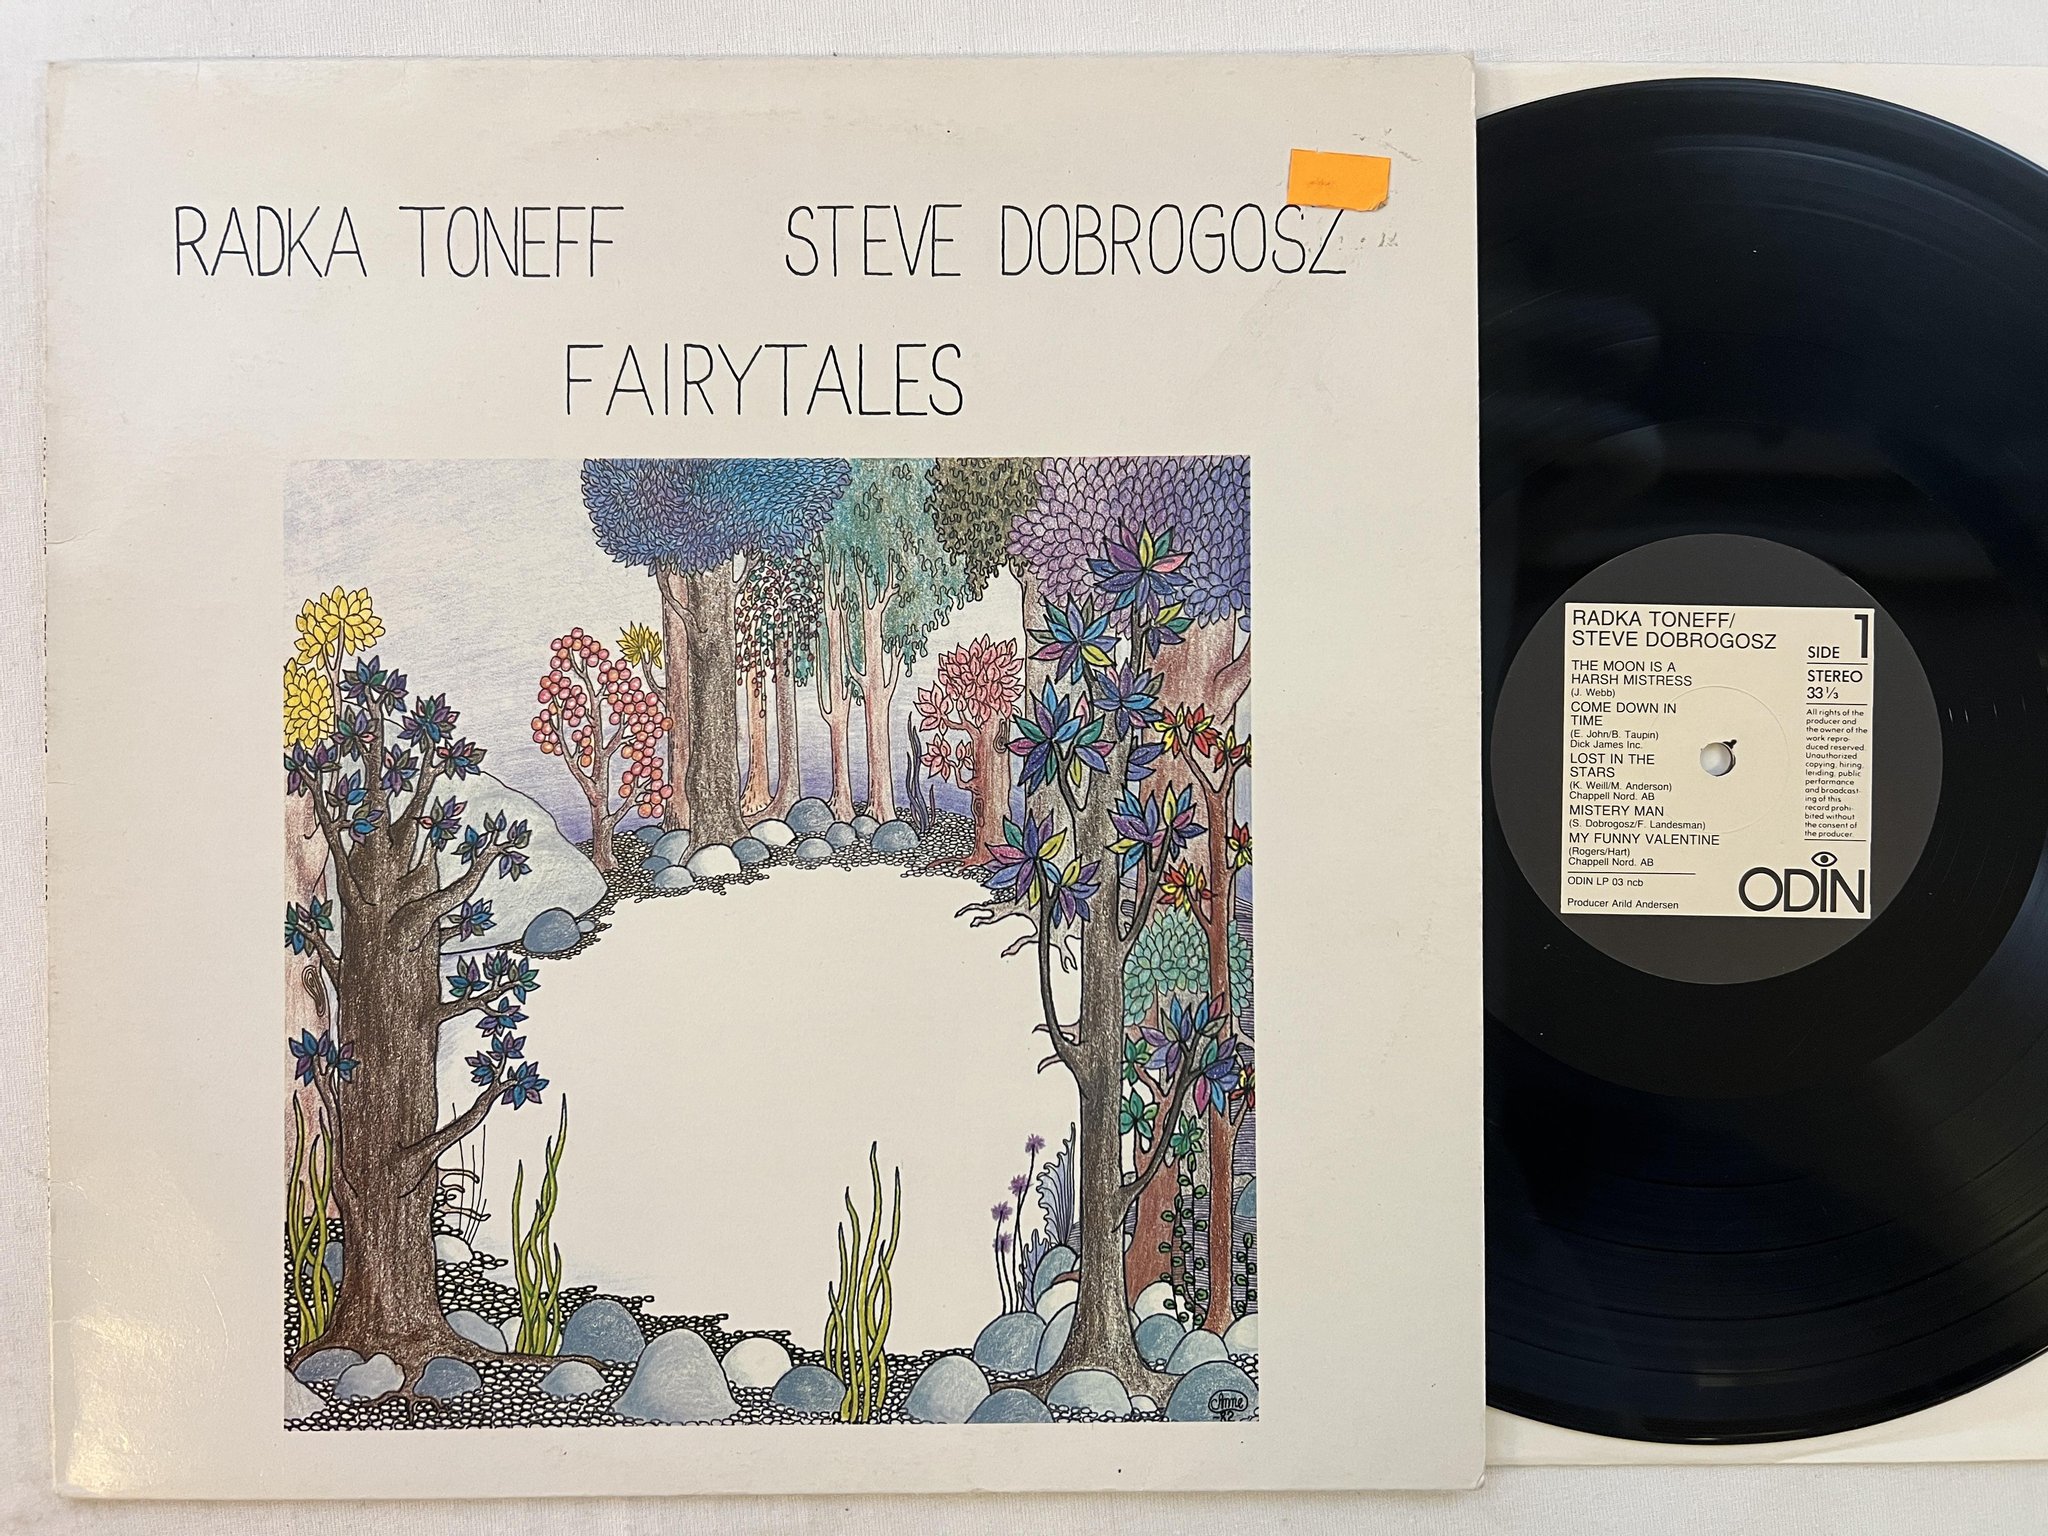 RADKA TONEFF STEVE DOBROGOSZ
FAIRYTALES
Anne
-82
RADKA TONEFF/
STEVE DOBROGOSZ
THE MOON IS A
HARSH MISTRESS
(J. Webb)
COME DOWN IN
TIME
(E. John/B. Taupin)
Dick James Inc.
LOST IN THE
STARS
(K. Weill/M. Anderson)
Chappell Nord. AB
MISTERY MAN
(S. Dobrogosz/F. Landesman)
MY FUNNY VALENTINE
(Rogers/Hart)
Chappell Nord. AB
ODIN LP 03 ncb
Producer Arild Andersen
SIDE 1
STEREO
33 1/3
All rights of the
producer and
the owner of the
work repro-
duced reserved.
Unauthorized
copying, hiring,
lending, public
performance
and broadcast-
ing of this
record prohi-
bited without
the consent of
the producer.
ODIN